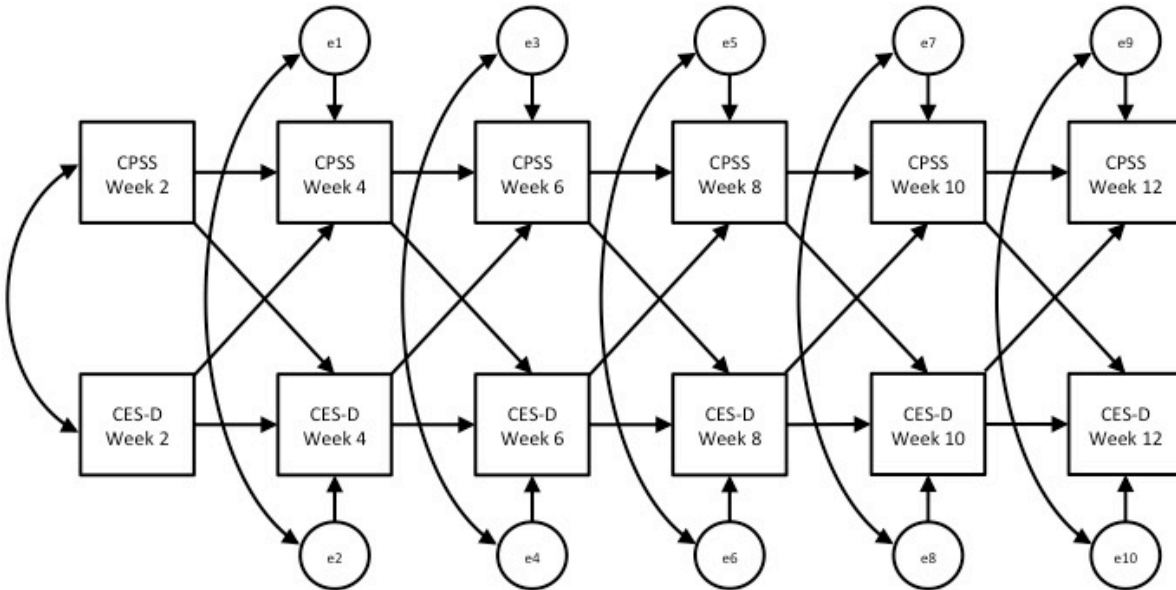 e1
e3
e5
e7
e9
CPSS
Week 2
CPSS
Week 4
CPSS
Week 6
CPSS
Week 8
CPSS
Week 10
CPSS
Week 12
CES-D
Week 2
CES-D
Week 4
CES-D
Week 6
CES-D
Week 8
CES-D
Week 10
CES-D
Week 12
e2
e4
e6
e8
e10